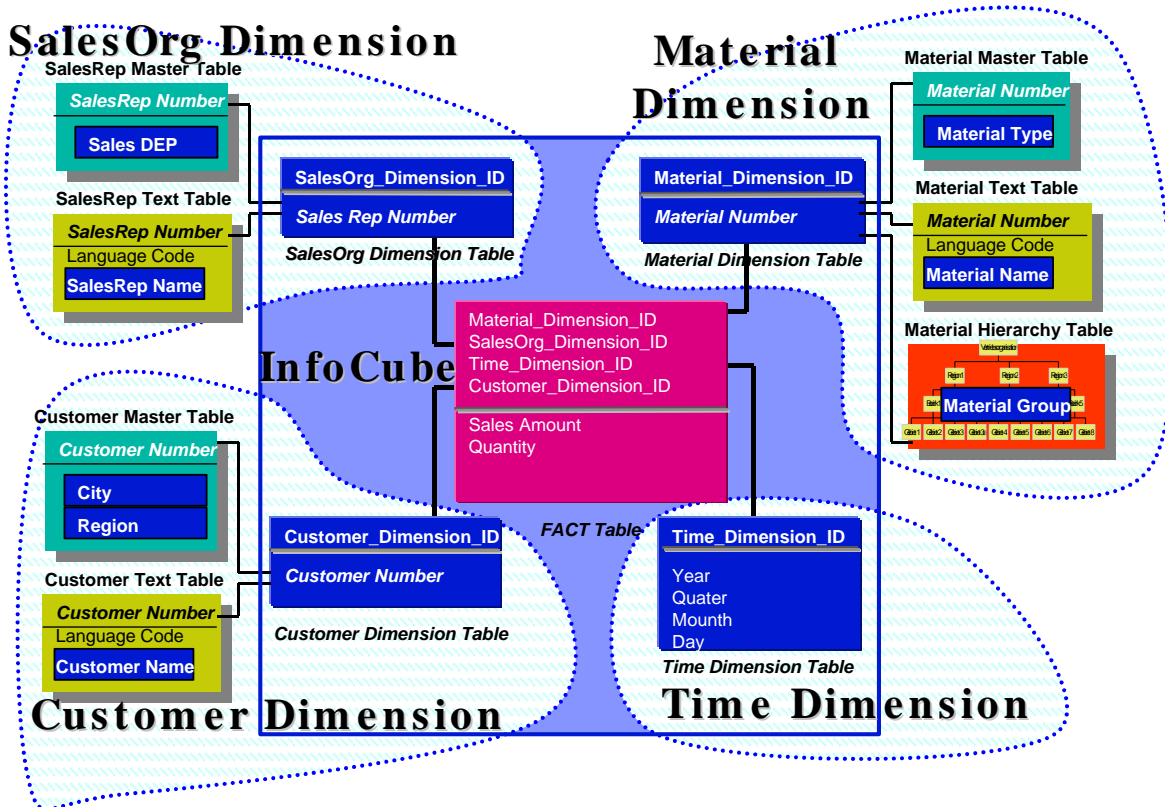 SalesOrg Dimension
SalesRep Master Table
SalesRep Number
Sales DEP
SalesRep Text Table
SalesRep Number
Language Code
SalesRep Name
SalesOrg_Dimension_ID
Sales Rep Number
SalesOrg Dimension Table
Material
Dimension
Material Master Table
Material Number
Material Type
Material_Dimension_ID
Material Number
Material Dimension Table
Material Text Table
Material Number
Language Code
Material Name
Material Hierarchy Table
Region1
Region2
Region3
Material Group
InfoCube
Material_Dimension_ID
SalesOrg_Dimension_ID
Time_Dimension_ID
Customer_Dimension_ID
Sales Amount
Quantity
FACT Table
Customer Master Table
Customer Number
City
Region
Customer Text Table
Customer Number
Language Code
Customer Name
Customer_Dimension_ID
Customer Number
Customer Dimension Table
Customer Dimension
Time_Dimension_ID
Year
Quater
Mounth
Day
Time Dimension Table
Time Dimension